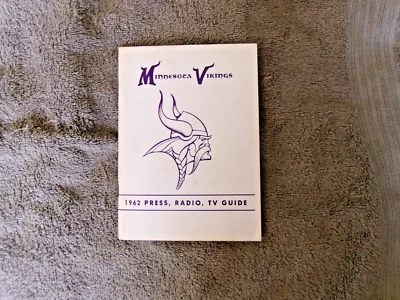 Minnesota Vikings
1962 PRESS, RADIO, TV GUIDE